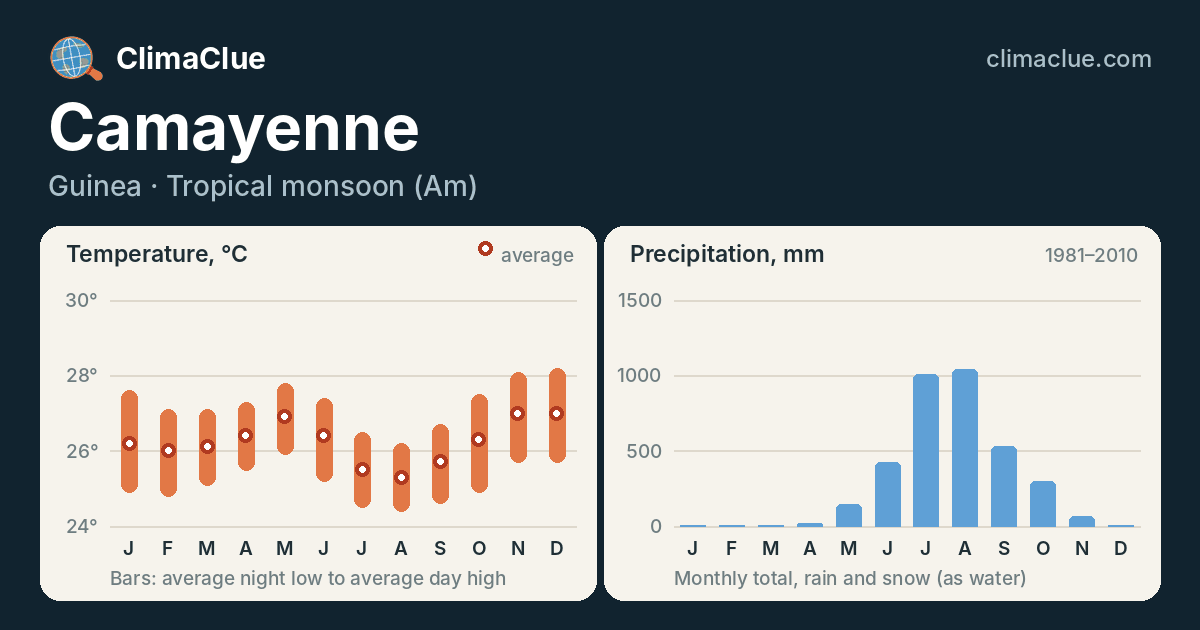 ClimaClue
climaclue.com
Camayenne
Guinea · Tropical monsoon (Am)
Temperature, °C
average
30°
28°
26°
24°
J F M A M J J A S O N D
Bars: average night low to average day high
Precipitation, mm
1981–2010
1500
1000
500
0
J F M A M J J A S O N D
Monthly total, rain and snow (as water)